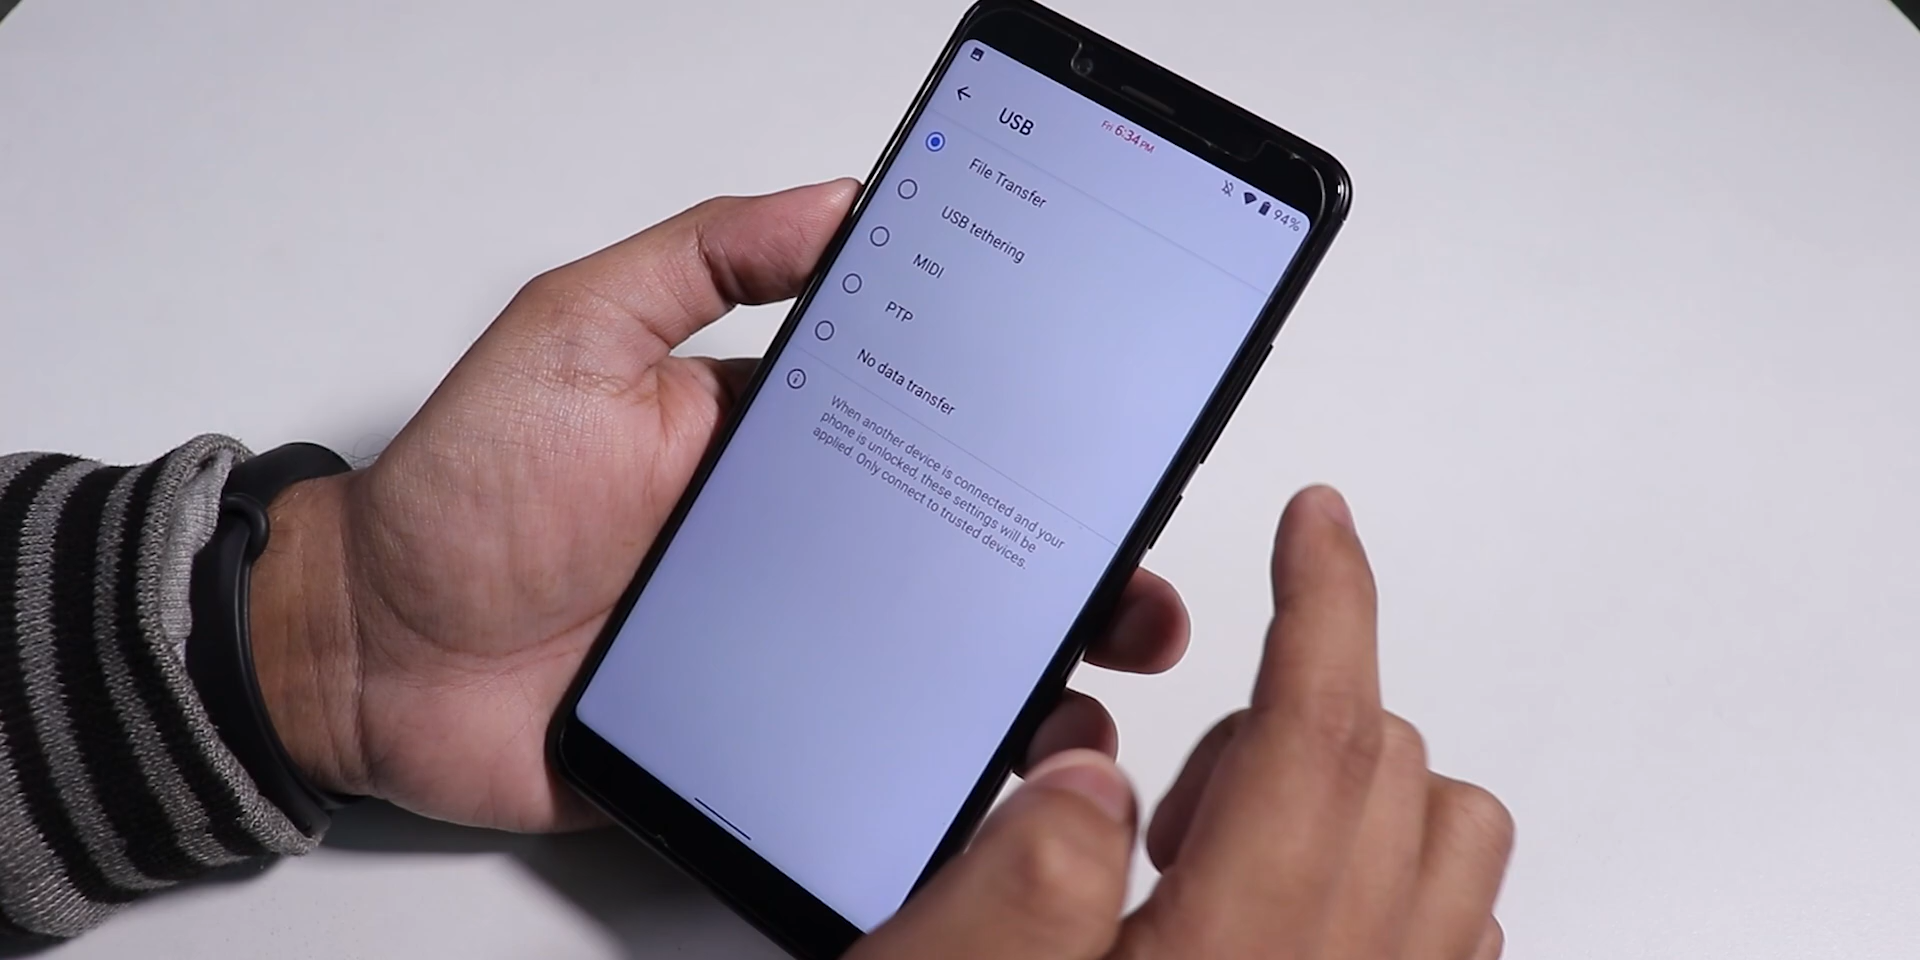 Fri 6:34 PM
94%
USB
File Transfer
USB tethering
MIDI
PTP
No data transfer
When another device is connected and your
phone is unlocked, these settings will be
applied. Only connect to trusted devices.